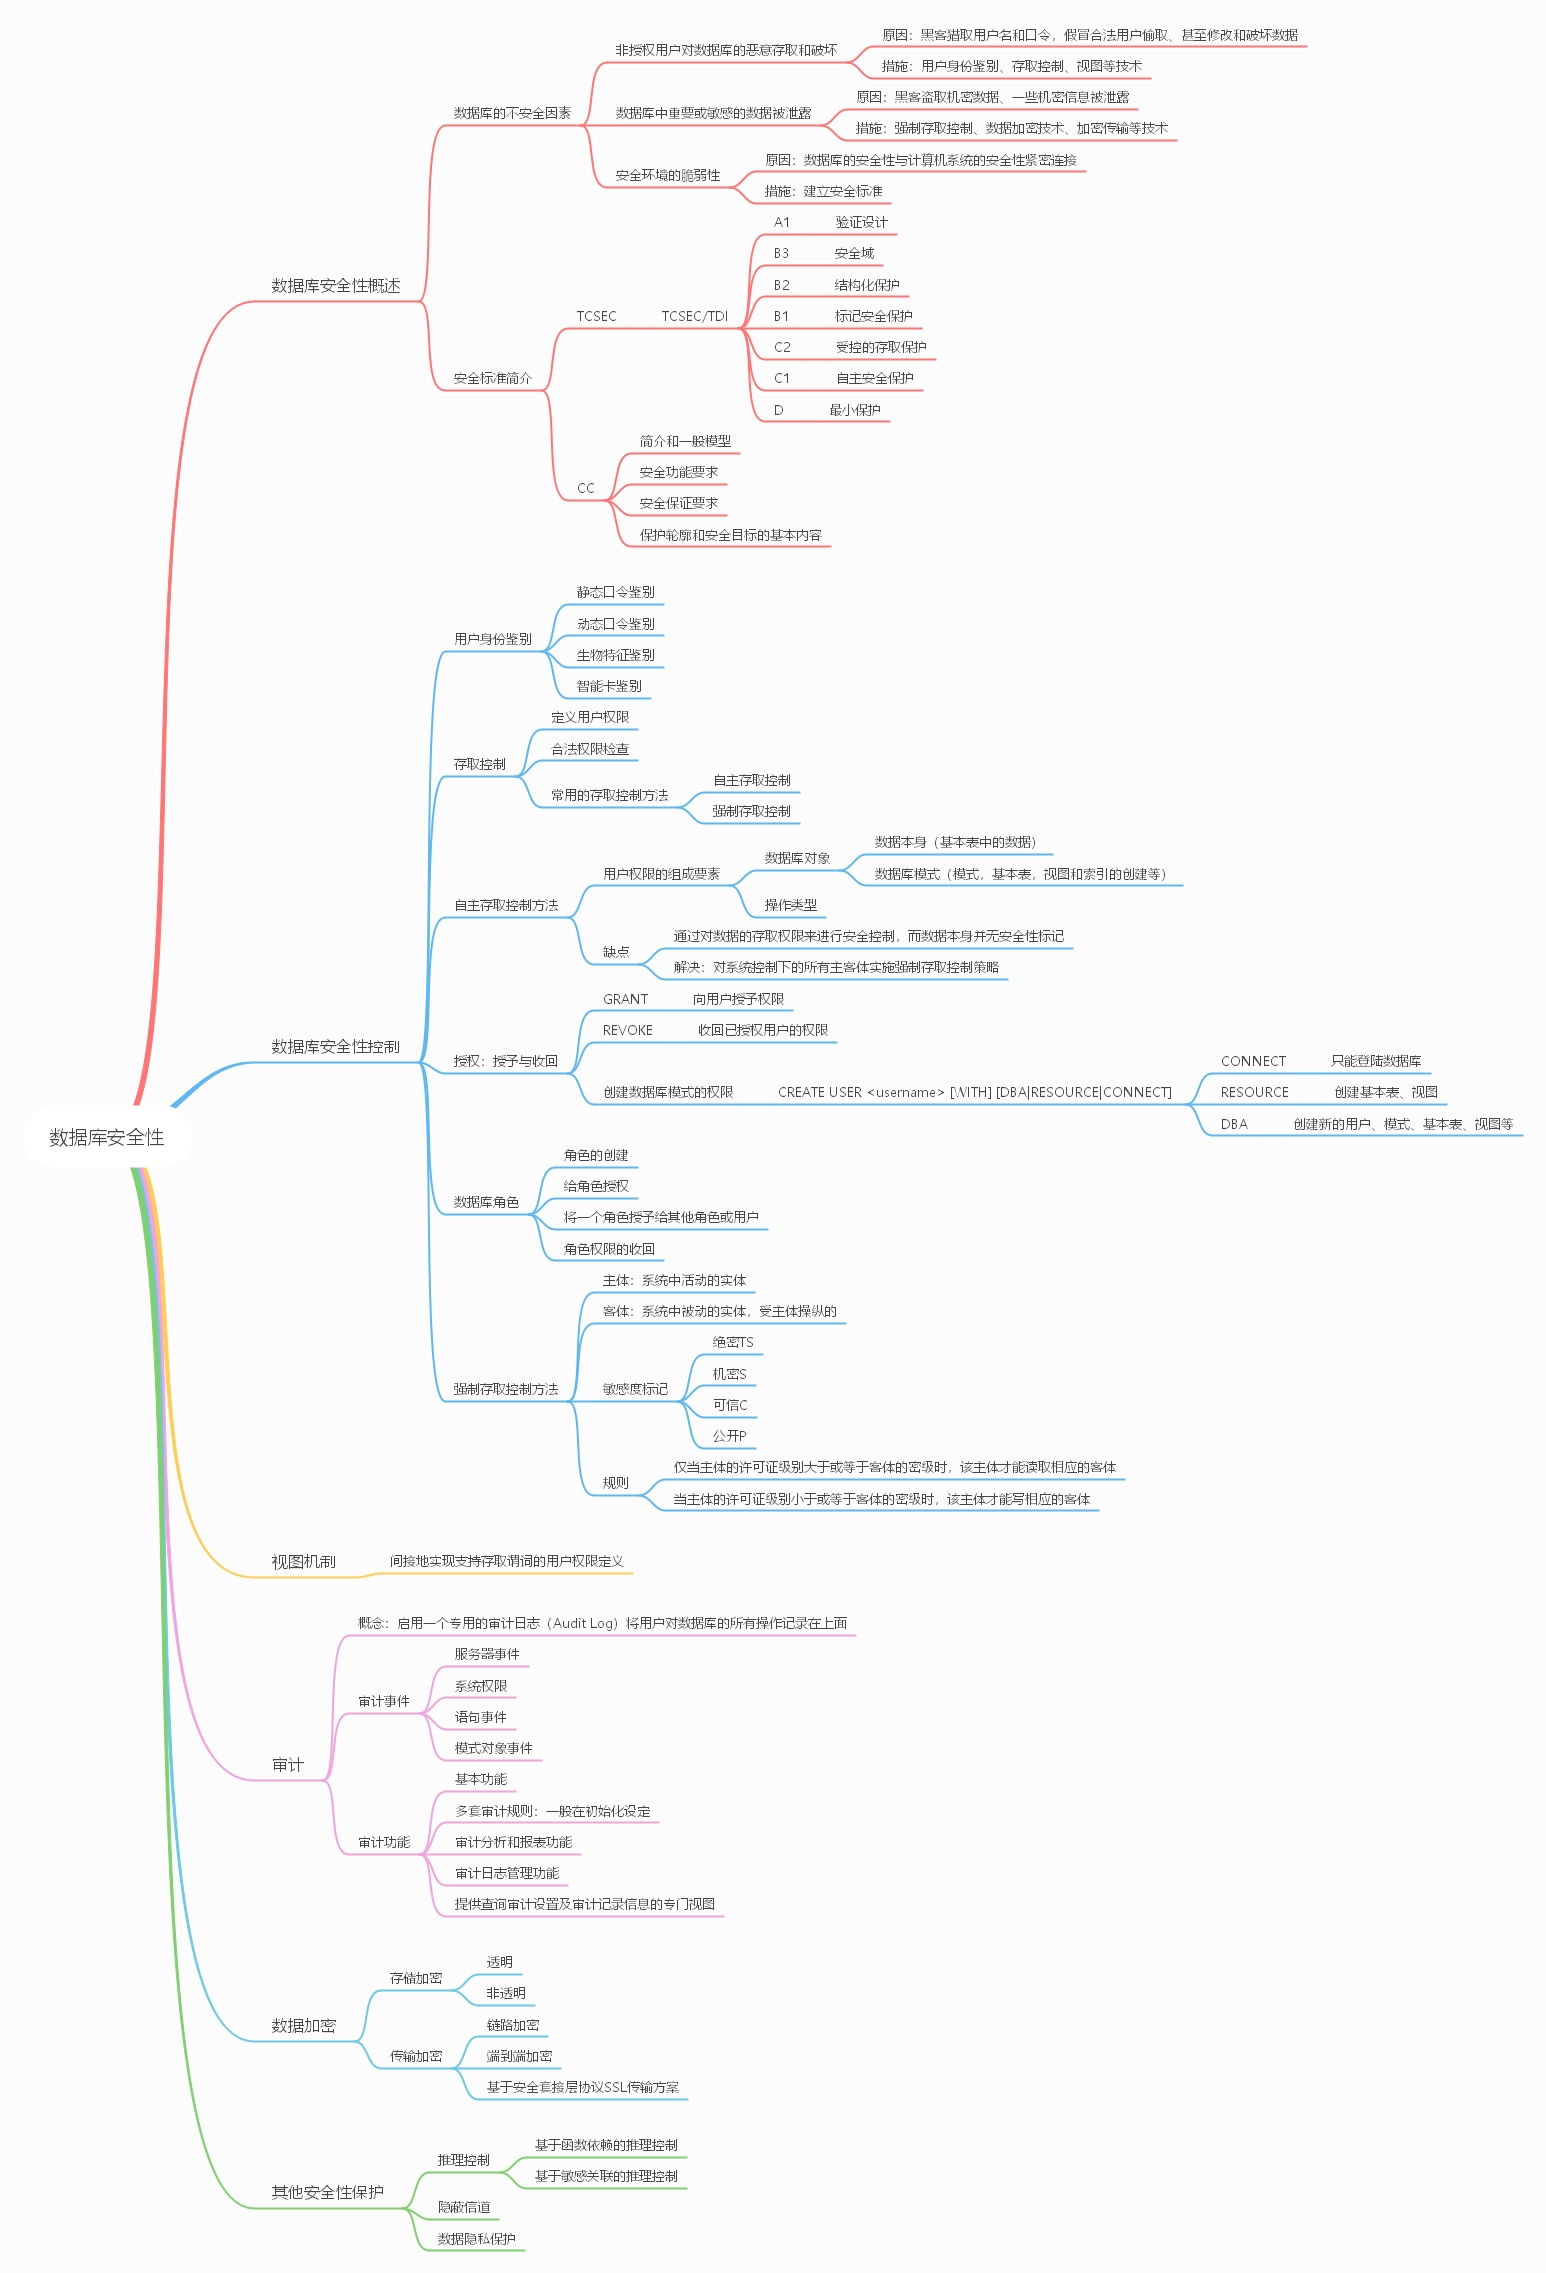 数据库安全性
数据库安全性概述
数据库的不安全因素
非授权用户对数据库的恶意存取和破坏
原因：黑客猎取用户名和口令，假冒合法用户偷取、甚至修改和破坏数据
措施：用户身份鉴别、存取控制、视图等技术
数据库中重要或敏感的数据被泄露
原因：黑客盗取机密数据、一些机密信息被泄露
措施：强制存取控制、数据加密技术、加密传输等技术
安全环境的脆弱性
原因：数据库的安全性与计算机系统的安全性紧密连接
措施：建立安全标准
安全标准简介
TCSEC
TCSEC/TDI
A1 验证设计
B3 安全域
B2 结构化保护
B1 标记安全保护
C2 受控的存取保护
C1 自主安全保护
D 最小保护
CC
简介和一般模型
安全功能要求
安全保证要求
保护轮廓和安全目标的基本内容
数据库安全性控制
用户身份鉴别
静态口令鉴别
动态口令鉴别
生物特征鉴别
智能卡鉴别
存取控制
定义用户权限
合法权限检查
常用的存取控制方法
自主存取控制
强制存取控制
自主存取控制方法
用户权限的组成要素
数据库对象
数据本身（基本表中的数据）
数据库模式（模式，基本表，视图和索引的创建等）
操作类型
缺点
通过对数据的存取权限来进行安全控制，而数据本身并无安全性标记
解决：对系统控制下的所有主客体实施强制存取控制策略
授权：授予与收回
GRANT 向用户授予权限
REVOKE 收回已授权用户的权限
创建数据库模式的权限
CREATE USER <username> [WITH] [DBA|RESOURCE|CONNECT]
CONNECT 只能登陆数据库
RESOURCE 创建基本表、视图
DBA 创建新的用户、模式、基本表、视图等
数据库角色
角色的创建
给角色授权
将一个角色授予给其他角色或用户
角色权限的收回
强制存取控制方法
主体：系统中活动的实体
客体：系统中被动的实体，受主体操纵的
敏感度标记
绝密TS
机密S
可信C
公开P
规则
仅当主体的许可证级别大于或等于客体的密级时，该主体才能读取相应的客体
当主体的许可证级别小于或等于客体的密级时，该主体才能写相应的客体
视图机制
间接地实现支持存取谓词的用户权限定义
审计
概念：启用一个专用的审计日志（Audit Log）将用户对数据库的所有操作记录在上面
审计事件
服务器事件
系统权限
语句事件
模式对象事件
审计功能
基本功能
多套审计规则：一般在初始化设定
审计分析和报表功能
审计日志管理功能
提供查询审计设置及审计记录信息的专门视图
数据加密
存储加密
透明
非透明
传输加密
链路加密
端到端加密
基于安全套接层协议SSL传输方案
其他安全性保护
推理控制
基于函数依赖的推理控制
基于敏感关联的推理控制
隐蔽信道
数据隐私保护